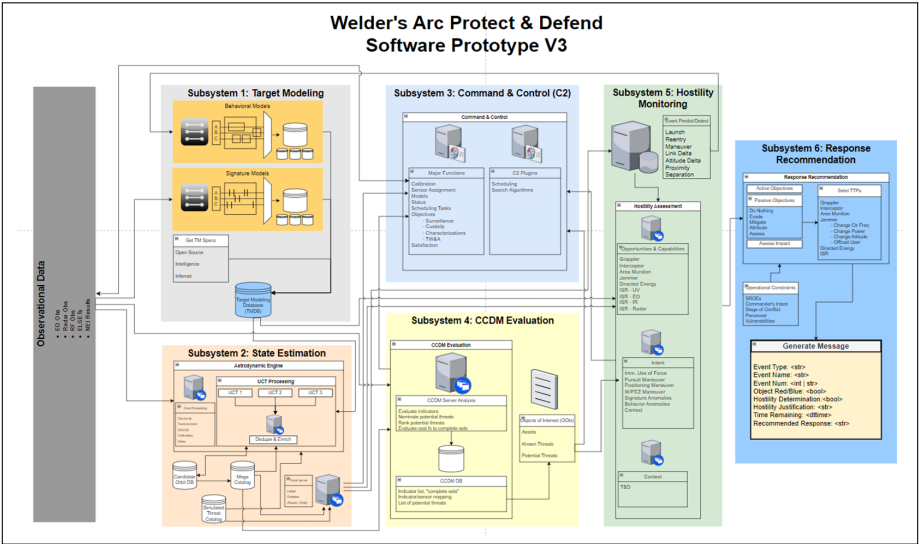 Welder's Arc Protect & Defend
Software Prototype V3
Observational Data
EO Obs
Radar Obs
RF Obs
ELSETs
NEI Results
Subsystem 1: Target Modeling
Behavioral Models
A
B
C
Signature Models
A
B
C
Get TM Specs
Open Source
Intelligence
Inferred
Target Modeling
Database
(TMDB)
Subsystem 2: State Estimation
Astrodynamic Engine
UCT Processing
UCT 1
UCT 2
UCT 3
Dedupe & Enrich
Candidate
Orbit DB
Mega
Catalog
Simulated
Threat
Catalog
Subsystem 3: Command & Control (C2)
Command & Control
Major Functions
Calibration
Sensor Assignment
Models
Status
Scheduling Tasks
Objectives
- Surveillance
- Custody
- Characterizations
- TW&A
Satisfaction
C2 Plugins
Scheduling
Search Algorithms
Subsystem 4: CCDM Evaluation
CCDM Evaluation
CCDM Server Analysis
Evaluate indicators
Nominate potential threats
Rank potential threats
Evaluate cost fx to complete sets
CCDM DB
Indicator list, "complete sets"
Indicator/sensor mapping
List of potential threats
Objects of Interest (OOIs)
Assets
Known Threats
Potential Threats
Subsystem 5: Hostility
Monitoring
Event Predict/Detect
Launch
Reentry
Maneuver
Link Delta
Attitude Delta
Proximity
Separation
Hostility Assessment
Opportunities & Capabilities
Grappler
Interceptor
Area Munition
Jammer
Directed Energy
ISR - UV
ISR - EO
ISR - IR
ISR - Radar
Intent
Imm. Use of Force
Pursuit Maneuver
Positioning Maneuver
W/PEZ Maneuver
Signature Anomalies
Behavior Anomalies
Context
Context
TBD
Subsystem 6: Response
Recommendation
Response Recommendation
Active Objectives
Passive Objectives
Do Nothing
Evade
Mitigate
Attribute
Assess
Assess Impact
Select TTPs
Grappler
Interceptor
Area Munition
Jammer
- Change Ctr Freq
- Change Power
- Change Attitude
- Offload User
Directed Energy
ISR
Operational Constraints
SROEs
Commander's Intent
Stage of Conflict
Perceived
Vulnerabilities
Generate Message
Event Type: <str>
Event Name: <str>
Event Num: <int | str>
Object Red/Blue: <bool>
Hostility Determination:<bool>
Hostility Justification: <str>
Time Remaining: <dttime>
Recommended Response: <str>